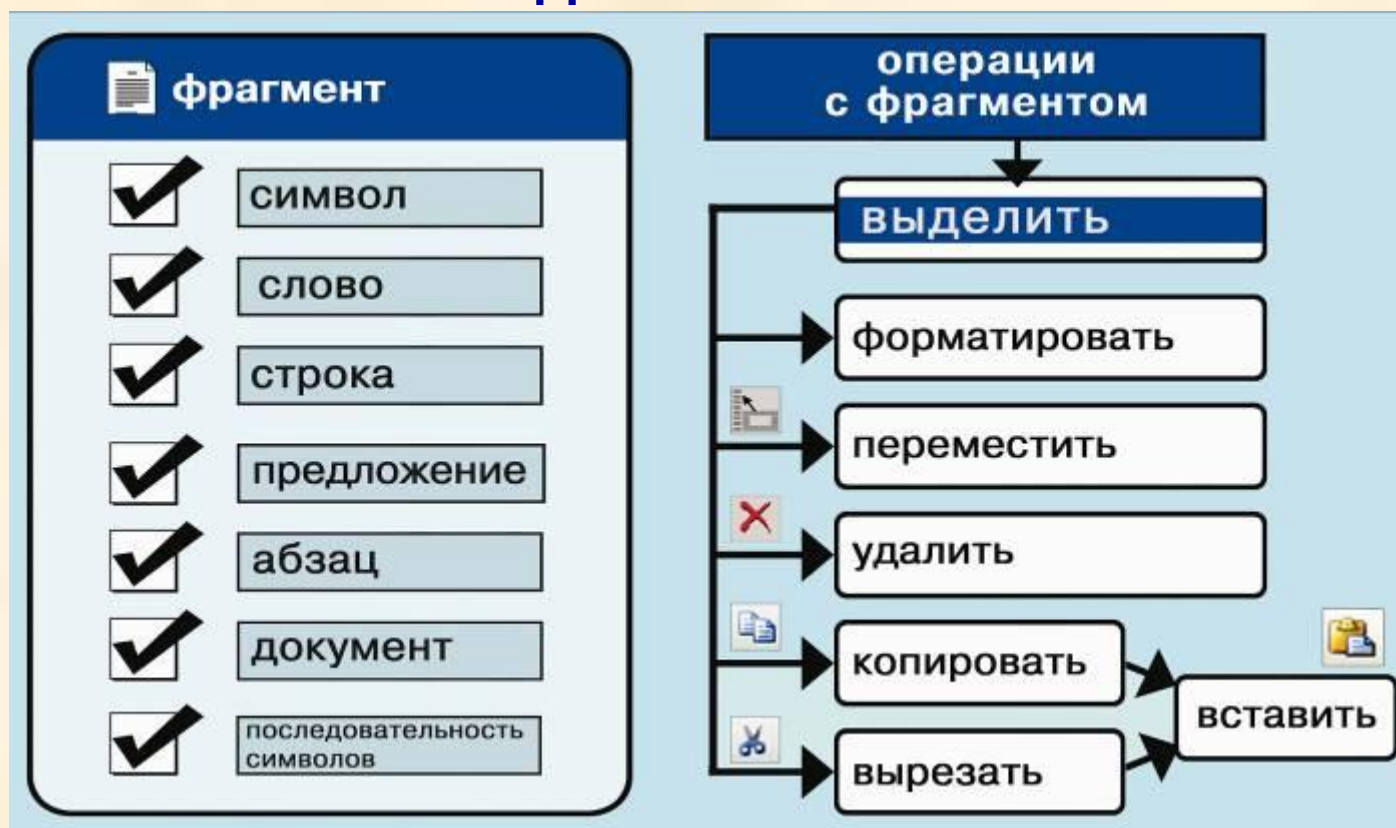 фрагмент
символ
слово
строка
предложение
абзац
документ
последовательность
символов
операции
с фрагментом
выделить
форматировать
переместить
удалить
копировать
вставить
вырезать